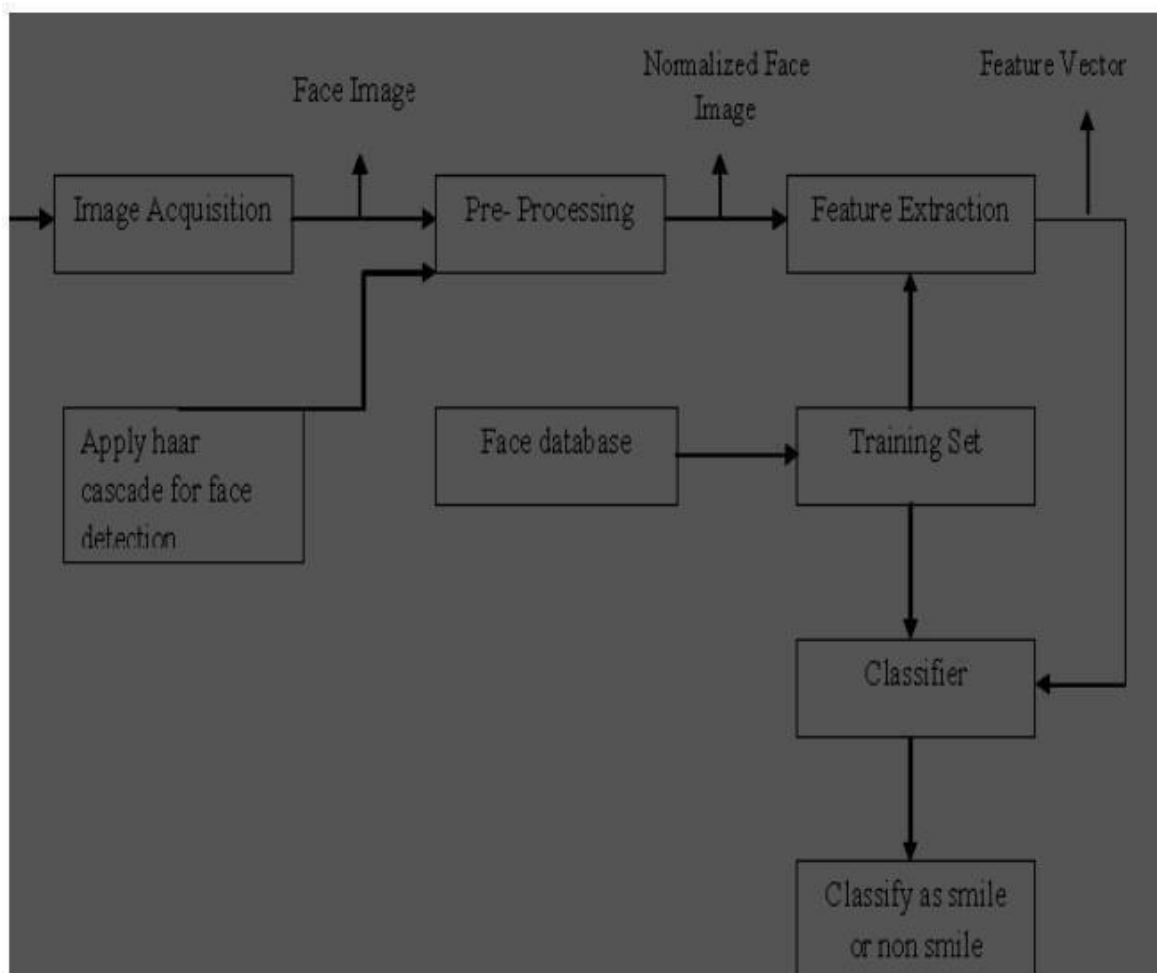 Face Image
Normalized Face
Image
Feature Vector
Image Acquisition
Pre- Processing
Feature Extraction
Apply haar
cascade for face
detection
Face database
Training Set
Classifier
Classify as smile
or non smile